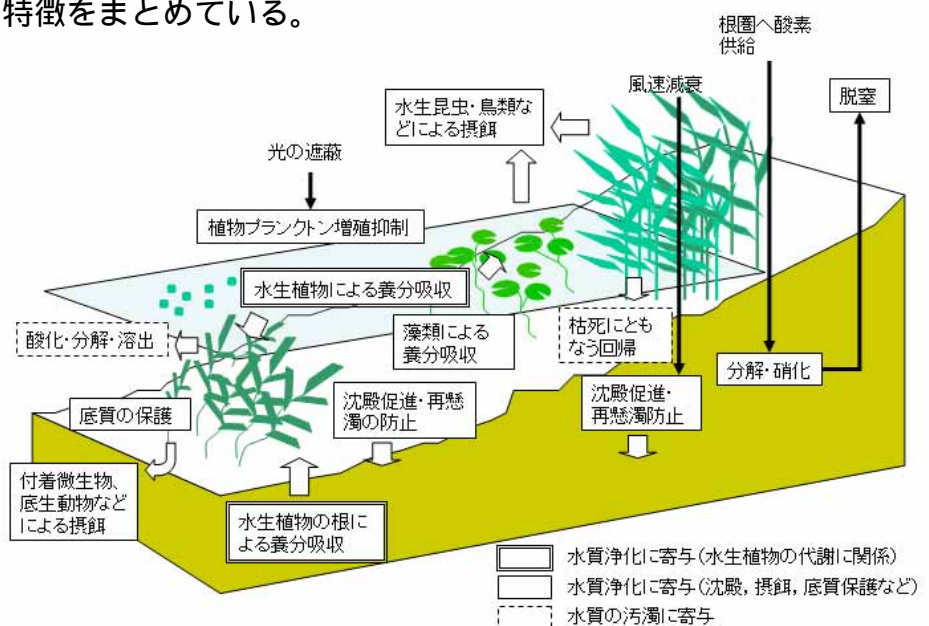 特徴をまとめている。
根圏へ酸素
供給
風速減衰
脱窒
水生昆虫・鳥類な
どによる摂餌
光の遮蔽
植物プランクトン増殖抑制
水生植物による養分吸収
酸化・分解・溶出
藻類による
養分吸収
枯死にとも
なう回帰
分解・硝化
底質の保護
沈殿促進・再懸
濁の防止
沈殿促進・
再懸濁防止
付着微生物、
底生動物など
による摂餌
水生植物の根に
よる養分吸収
水質浄化に寄与(水生植物の代謝に関係)
水質浄化に寄与(沈殿,摂餌,底質保護など)
水質の汚濁に寄与